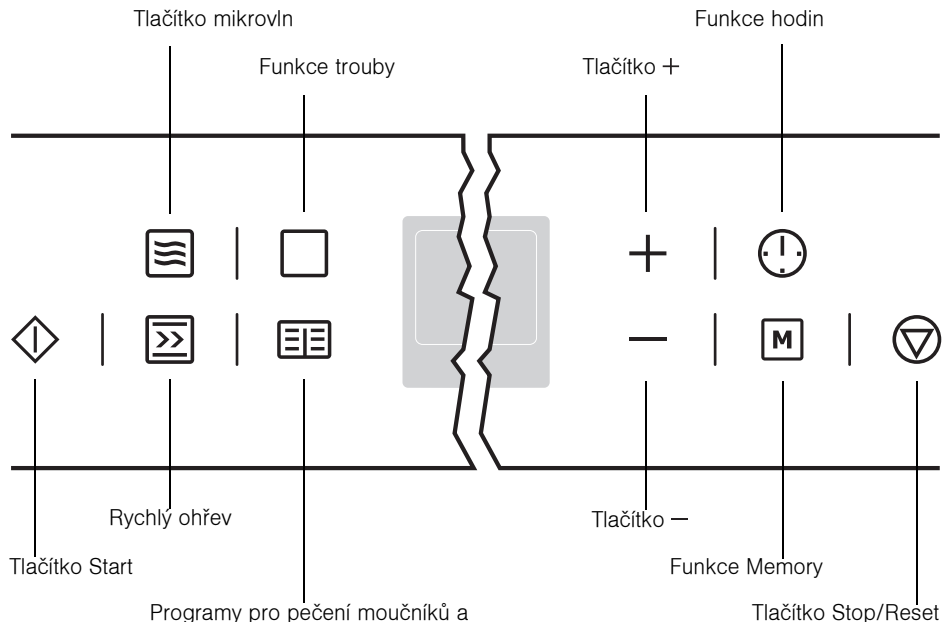 Tlačítko mikrovln
Funkce hodin
Funkce trouby
Tlačítko +
M
Rychlý ohřev
Tlačítko −
Tlačítko Start
Funkce Memory
Programy pro pečení moučníků a
Tlačítko Stop/Reset